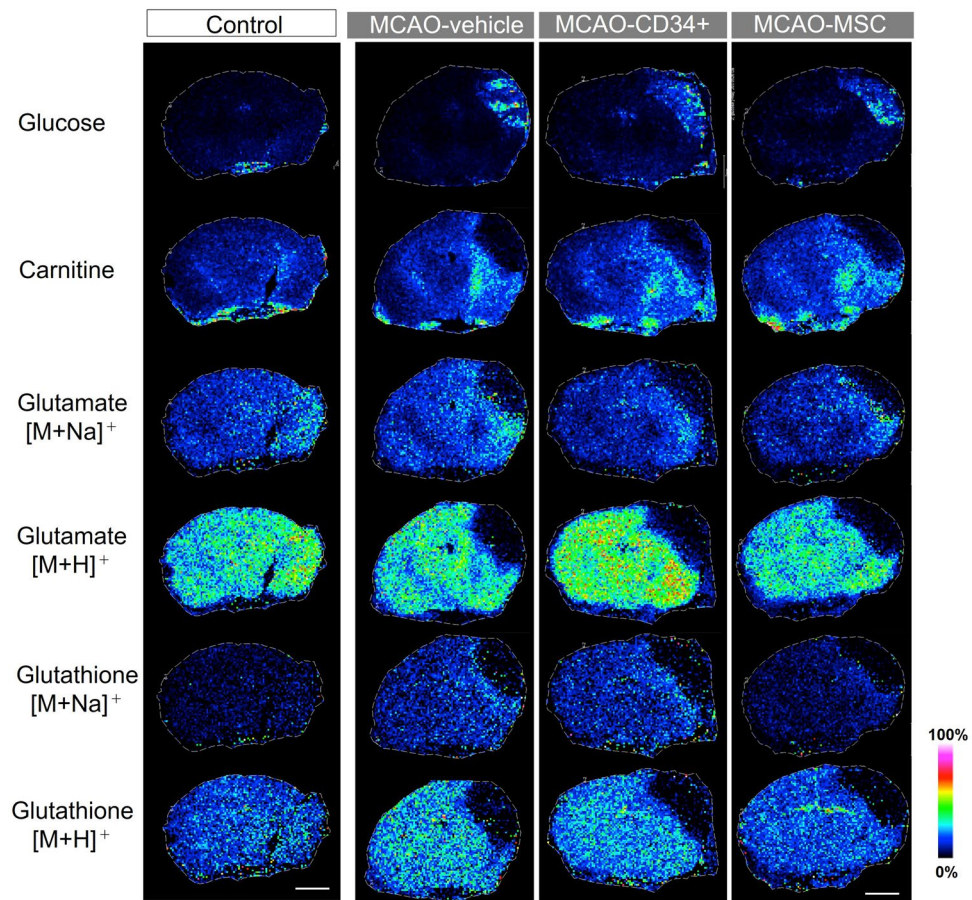 Control MCAO-vehicle MCAO-CD34+ MCAO-MSC
Glucose
Carnitine
Glutamate
[M+Na]+
Glutamate
[M+H]+
Glutathione
[M+Na]+
Glutathione
[M+H]+
100%
0%